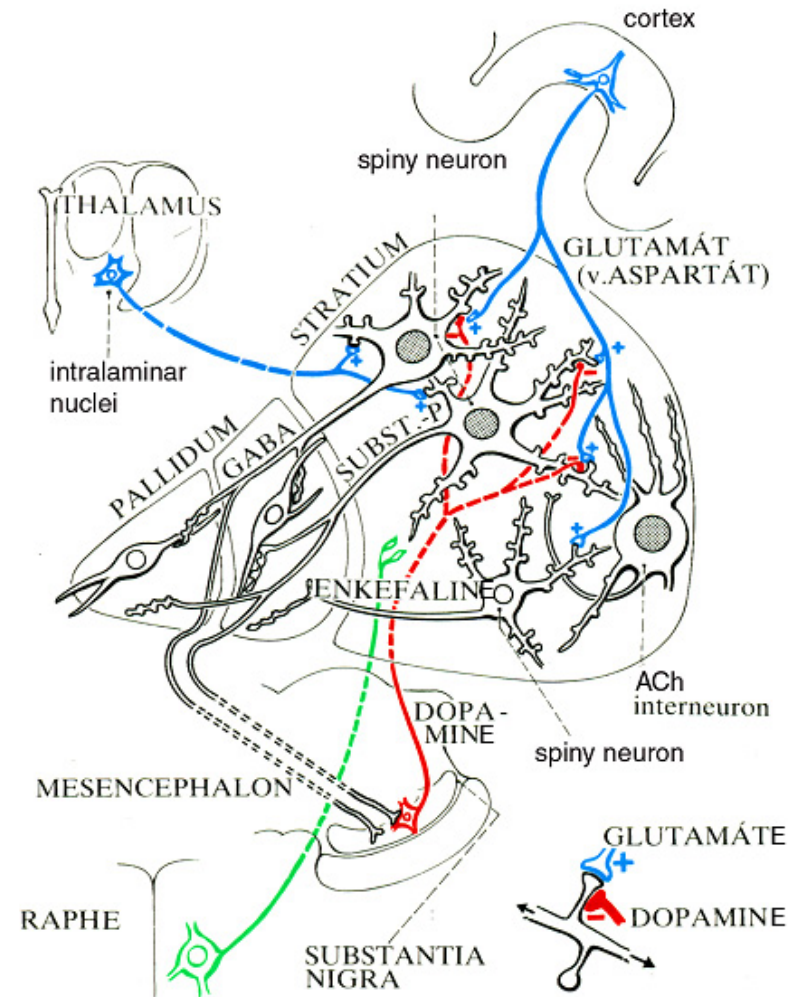 cortex
spiny neuron
THALAMUS
GLUTAMÁT
(v.ASPARTÁT)
STRATIUM
+
+
+
intralaminar
nuclei
+
SUBST.-P
GABA
PALLIDUM
+
ENKEFALINE
ACh
interneuron
DOPA-
MINE
spiny neuron
MESENCEPHALON
GLUTAMÁTE
+
RAPHE
DOPAMINE
SUBSTANTIA
NIGRA